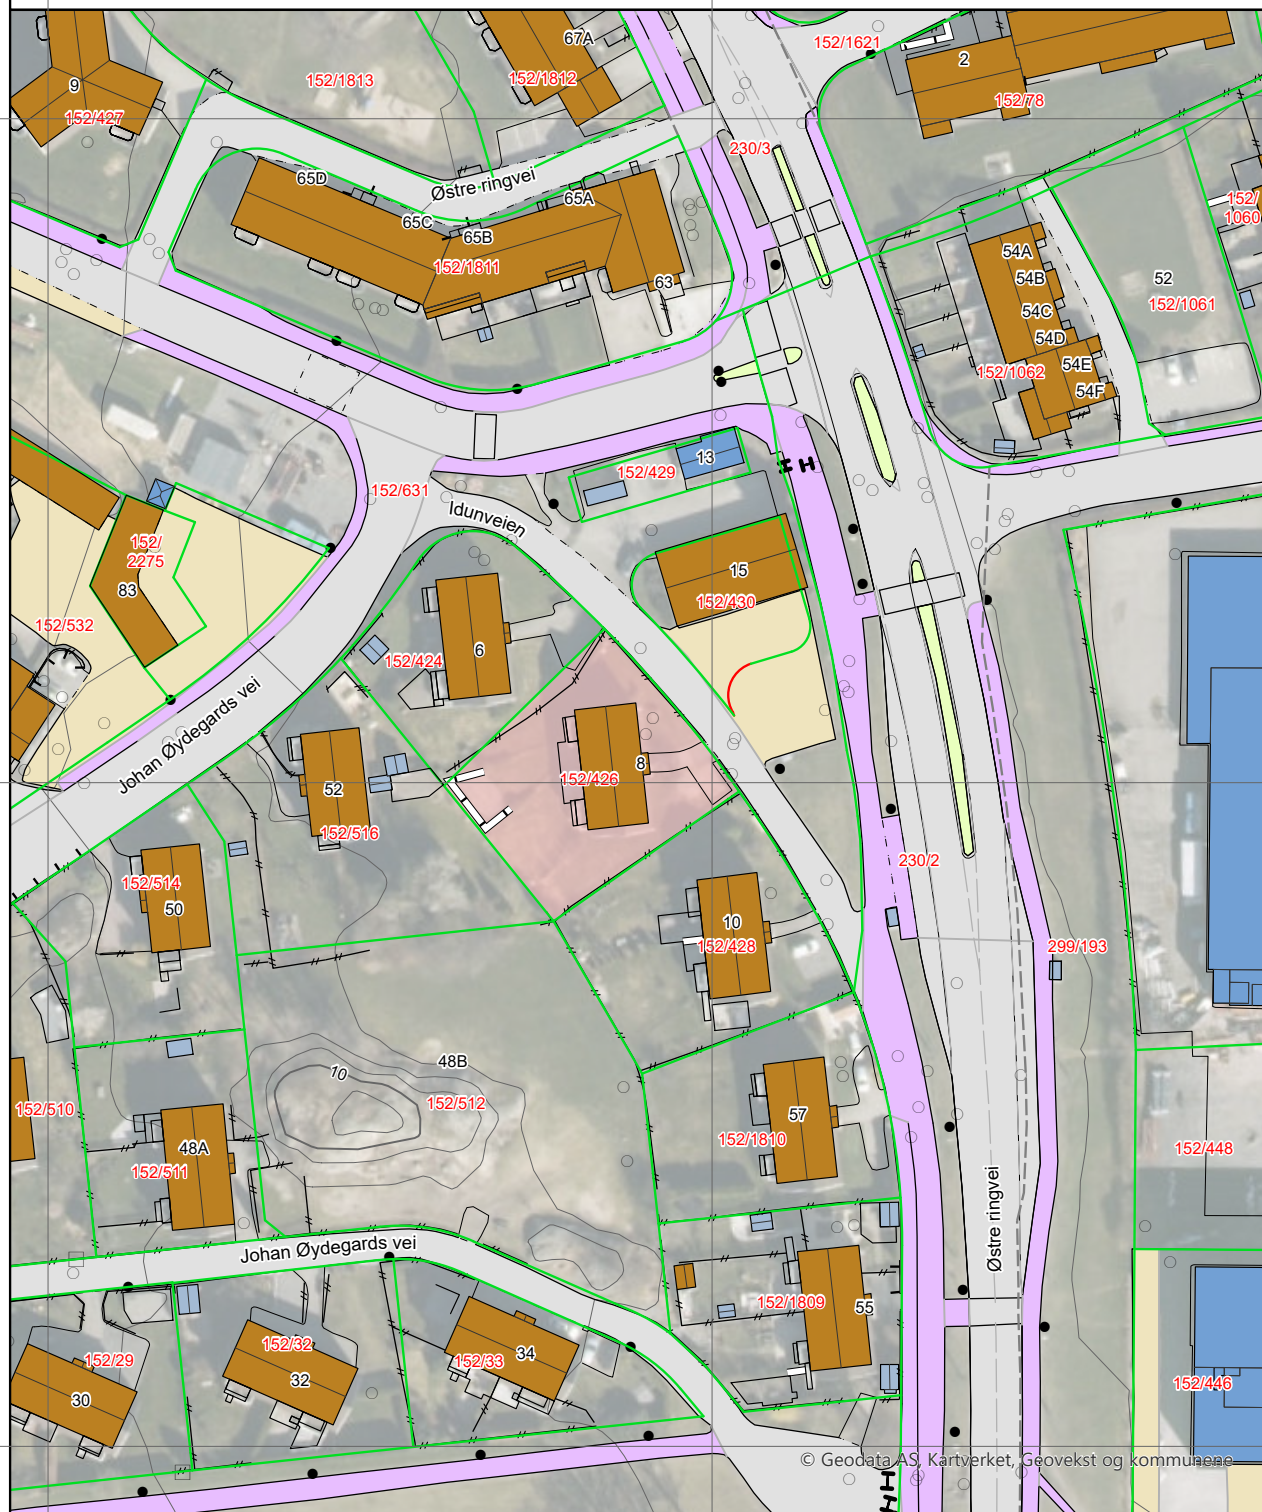 67A
152/1621
2
152/1813
152/1812
9
152/427
152/78
230/3
65D
Østre ringvei
65A
152/
1060
65C
65B
152/1811
63
54A
54B
52
152/1061
54C
54D
54E
152/1062
54F
13
152/429
152/631
Idunveien
152/
2275
83
15
152/430
152/532
6
152/424
Johan Øydegards vei
8
152/426
52
152/516
230/2
152/514
50
10
152/428
299/193
48B
10
152/512
152/510
57
152/1810
48A
152/511
152/448
Østre ringvei
Johan Øydegards vei
152/1809
55
152/32
34
152/29
152/33
32
30
152/446
© Geodata AS, Kartverket, Geovekst og kommunene